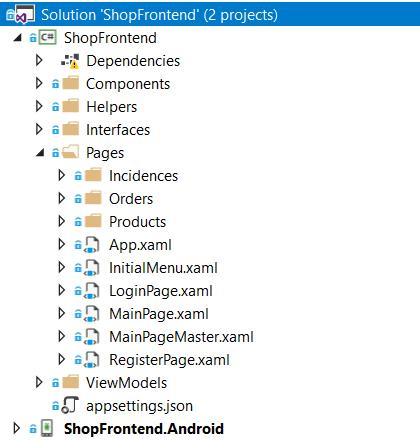 Solution 'ShopFrontend' (2 projects)
C# ShopFrontend
Dependencies
Components
Helpers
Interfaces
Pages
Incidences
Orders
Products
App.xaml
InitialMenu.xaml
LoginPage.xaml
MainPage.xaml
MainPageMaster.xaml
RegisterPage.xaml
ViewModels
appsettings.json
ShopFrontend.Android